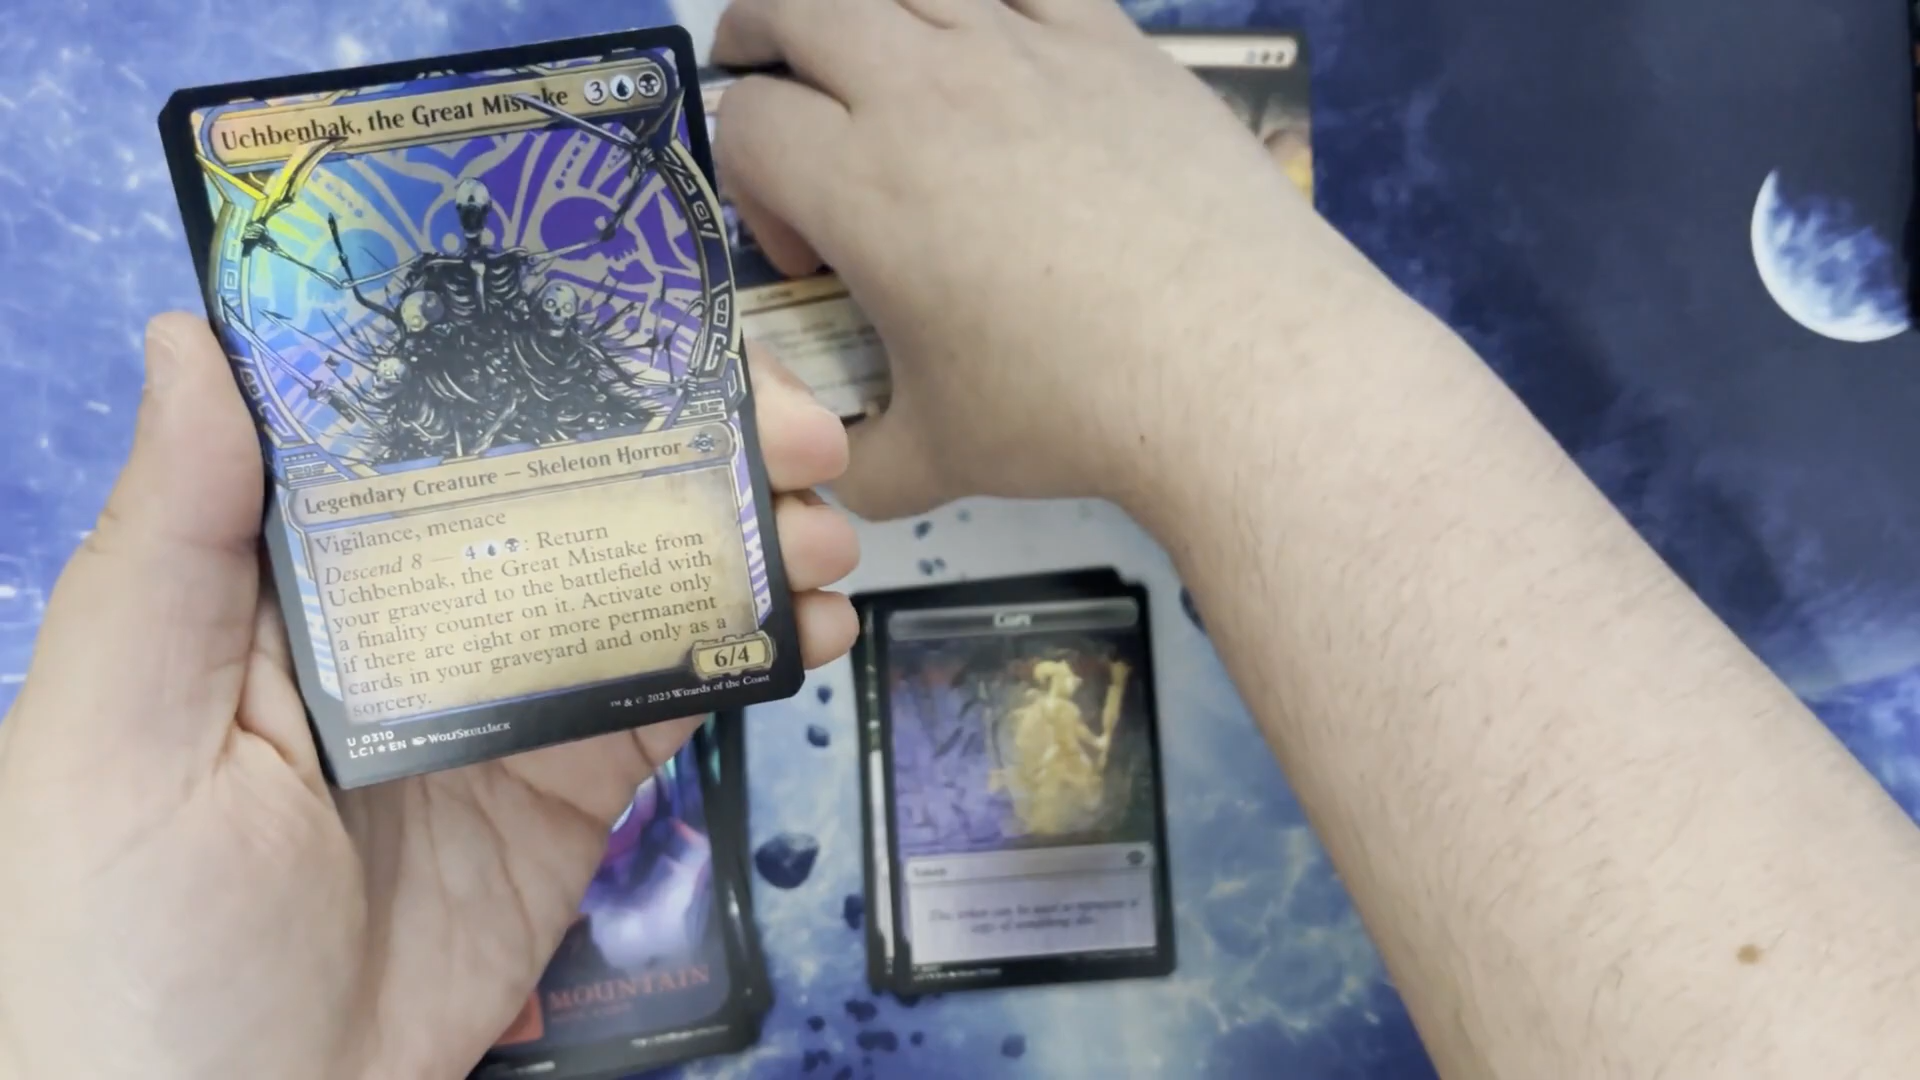 Uchbenbak, the Great Mistake 3
Legendary Creature — Skeleton Horror
Vigilance, menace
Descend 8 — 4 : Return
Uchbenbak, the Great Mistake from
your graveyard to the battlefield with
a finality counter on it. Activate only
if there are eight or more permanent
cards in your graveyard and only as a
sorcery.
6/4
U 0310
LCI ★ EN WolfSkullJack
™ & © 2023 Wizards of the Coast
Copy
Token
MOUNTAIN